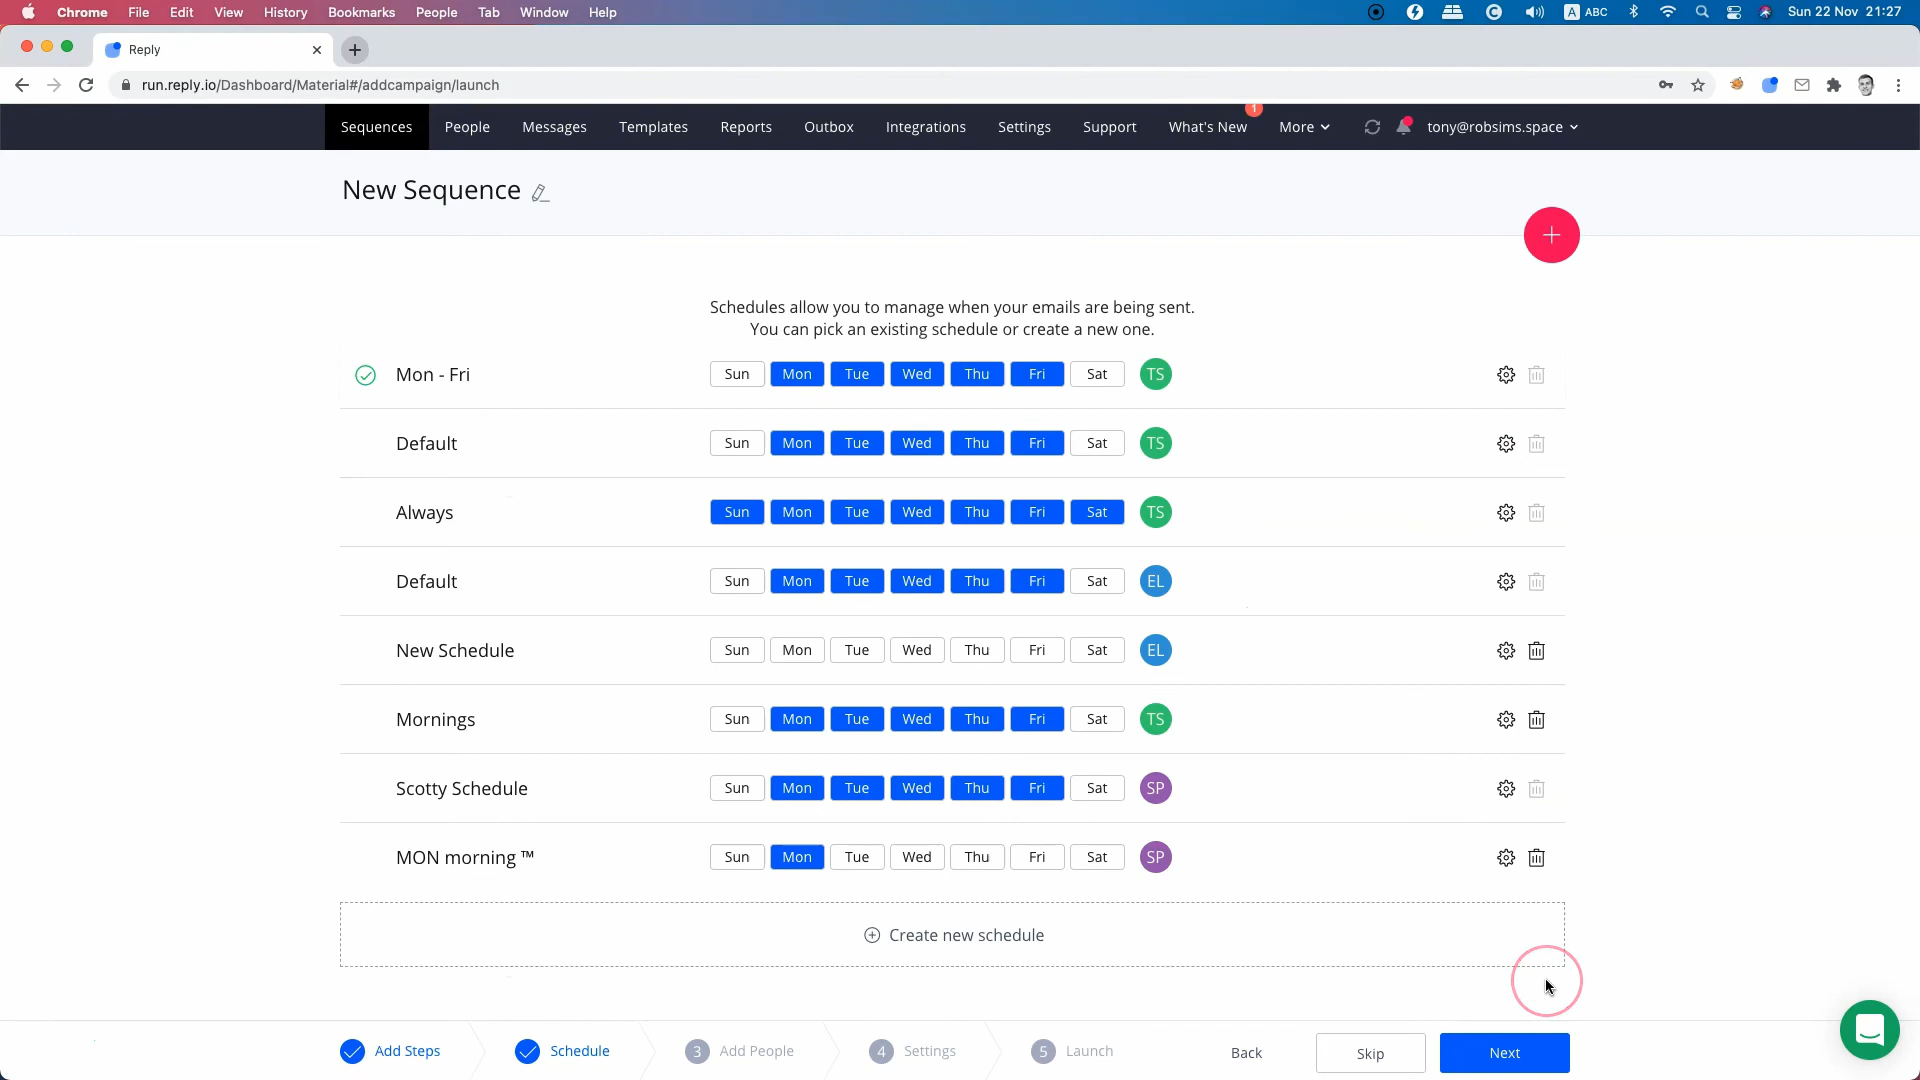 Chrome File Edit View History Bookmarks People Tab Window Help A ABC Sun 22 Nov 21:27
Reply
run.reply.io/Dashboard/Material#/addcampaign/launch
Sequences People Messages Templates Reports Outbox Integrations Settings Support What's New 1 More tony@robsims.space
New Sequence
Schedules allow you to manage when your emails are being sent.
You can pick an existing schedule or create a new one.
Mon - Fri Sun Mon Tue Wed Thu Fri Sat TS
Default Sun Mon Tue Wed Thu Fri Sat TS
Always Sun Mon Tue Wed Thu Fri Sat TS
Default Sun Mon Tue Wed Thu Fri Sat EL
New Schedule Sun Mon Tue Wed Thu Fri Sat EL
Mornings Sun Mon Tue Wed Thu Fri Sat TS
Scotty Schedule Sun Mon Tue Wed Thu Fri Sat SP
MON morning ™ Sun Mon Tue Wed Thu Fri Sat SP
Create new schedule
Add Steps Schedule 3 Add People 4 Settings 5 Launch Back Skip Next